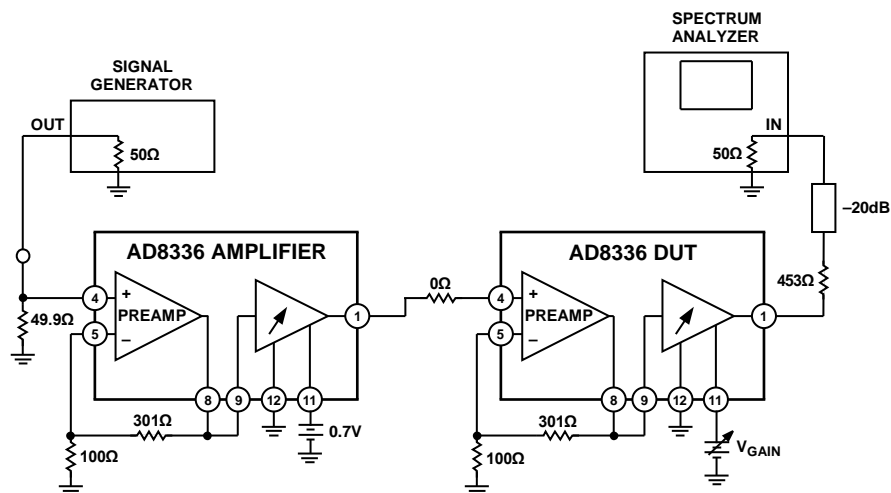 SPECTRUM
ANALYZER
SIGNAL
GENERATOR
OUT
50Ω
IN
50Ω
–20dB
AD8336 AMPLIFIER
AD8336 DUT
453Ω
0Ω
4
+
PREAMP
5
–
1
49.9Ω
8
9
12
11
301Ω
100Ω
0.7V
4
+
PREAMP
5
–
1
8
9
12
11
301Ω
100Ω
VGAIN